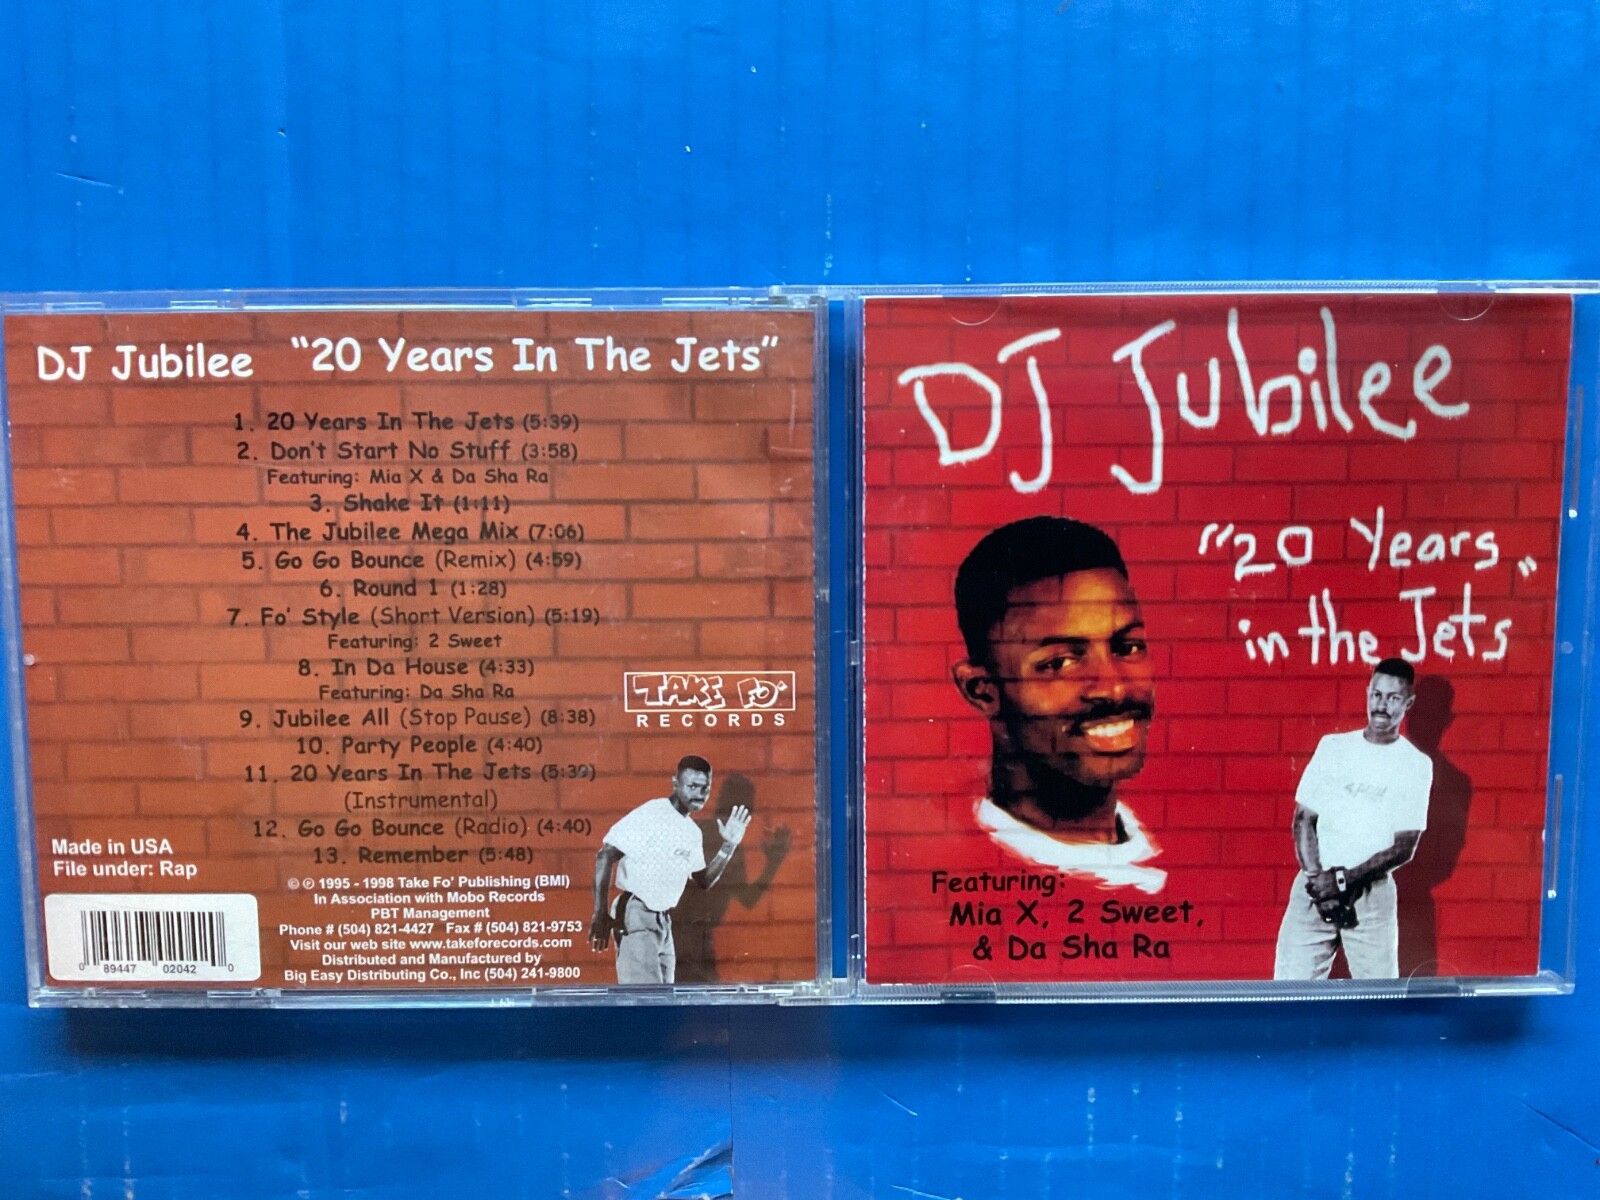 DJ Jubilee "20 Years In The Jets"
1. 20 Years In The Jets (5:39)
2. Don't Start No Stuff (3:58)
Featuring: Mia X & Da Sha Ra
3. Shake It (1:11)
4. The Jubilee Mega Mix (7:06)
5. Go Go Bounce (Remix) (4:59)
6. Round 1 (1:28)
7. Fo' Style (Short Version) (5:19)
Featuring: 2 Sweet
8. In Da House (4:33)
Featuring: Da Sha Ra
9. Jubilee All (Stop Pause) (8:38)
10. Party People (4:40)
11. 20 Years In The Jets (5:39)
(Instrumental)
12. Go Go Bounce (Radio) (4:40)
13. Remember (5:48)
TAKE FO'
RECORDS
Made in USA
File under: Rap
0 89447 02042 0
© ℗ 1995 - 1998 Take Fo' Publishing (BMI)
In Association with Mobo Records
PBT Management
Phone # (504) 821-4427 Fax # (504) 821-9753
Visit our web site www.takeforecords.com
Distributed and Manufactured by
Big Easy Distributing Co., Inc (504) 241-9800
DJ Jubilee
"20 Years"
in the Jets
Featuring:
Mia X, 2 Sweet,
& Da Sha Ra